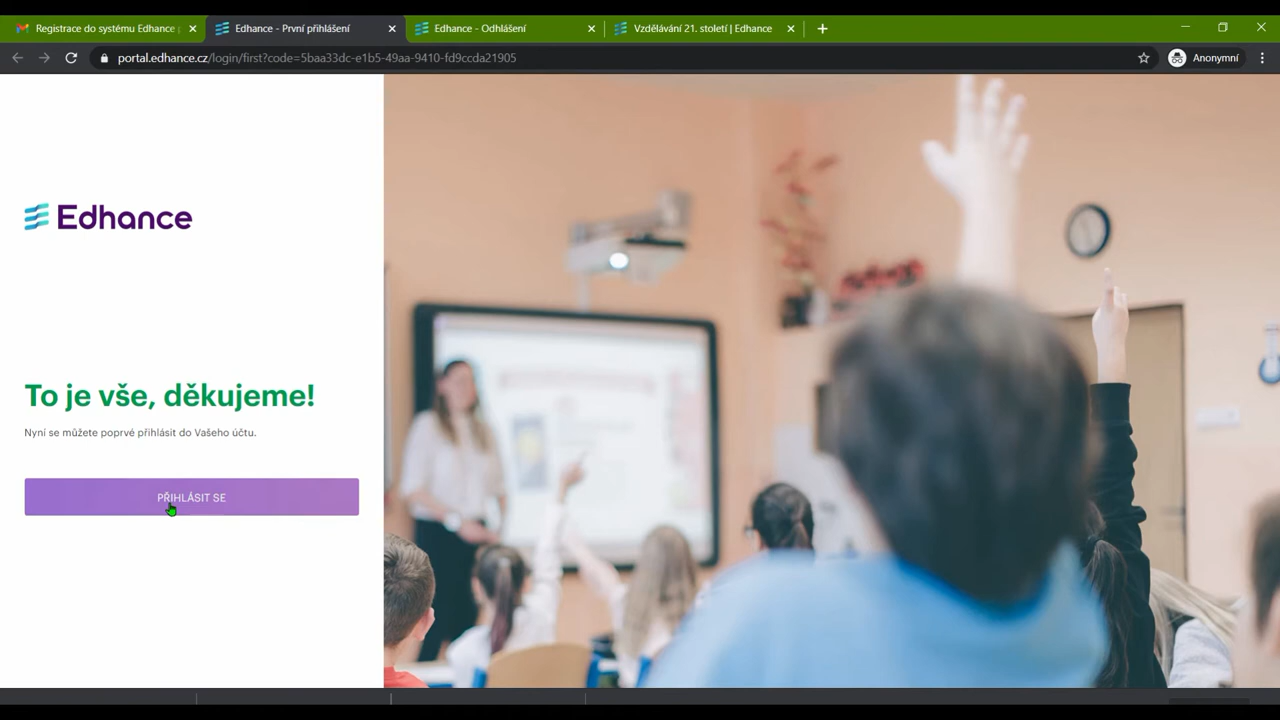 Registrace do systému Edhance
Edhance - První přihlášení
Edhance - Odhlášení
Vzdělávání 21. století | Edhance
portal.edhance.cz/login/first?code=5baa33dc-e1b5-49aa-9410-fd9ccda21905
Anonymní
Edhance
To je vše, děkujeme!
Nyní se můžete poprvé přihlásit do Vašeho účtu.
PŘIHLÁSIT SE